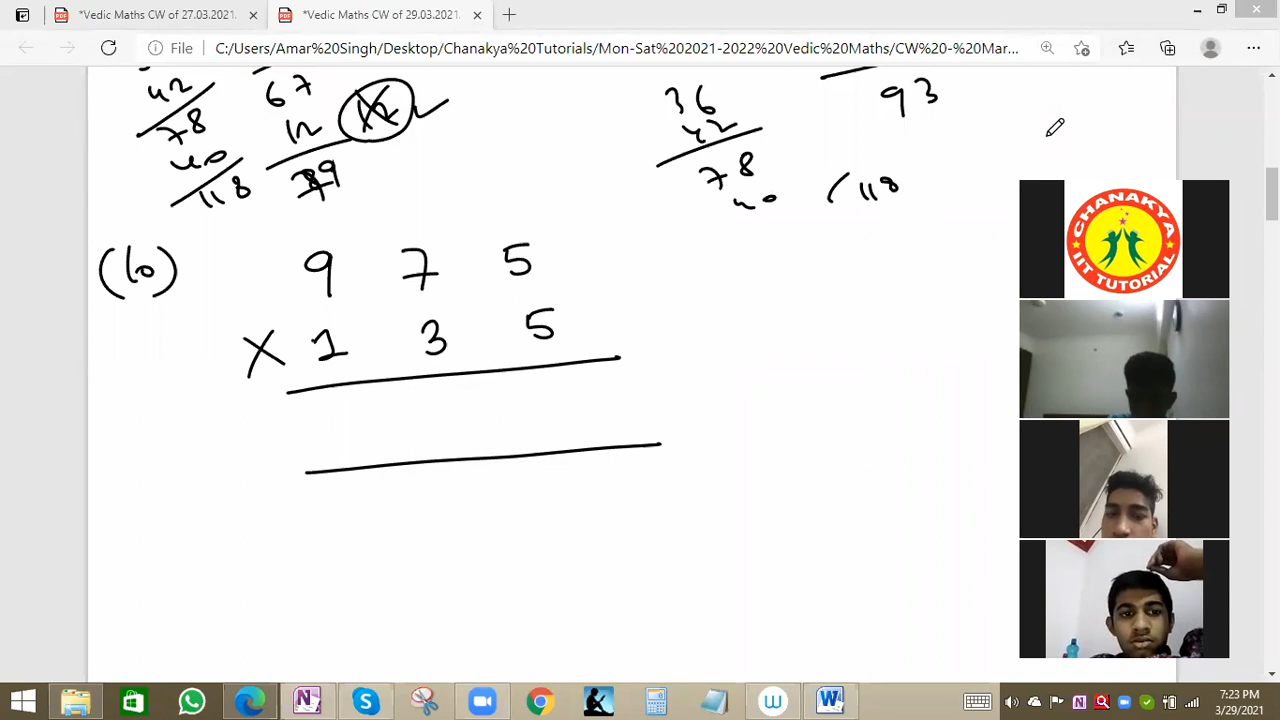 *Vedic Maths CW of 27.03.2021
*Vedic Maths CW of 29.03.2021
File
C:/Users/Amar%20Singh/Desktop/Chanakya%20Tutorials/Mon-Sat%202021-2022%20Vedic%20Maths/CW%20-%20Mar...
42
67
36
93
78
12
42
40
78
118
40
118
(10)
9 7 5
X 1 3 5
CHANAKYA
IIT TUTORIAL
7:23 PM
3/29/2021